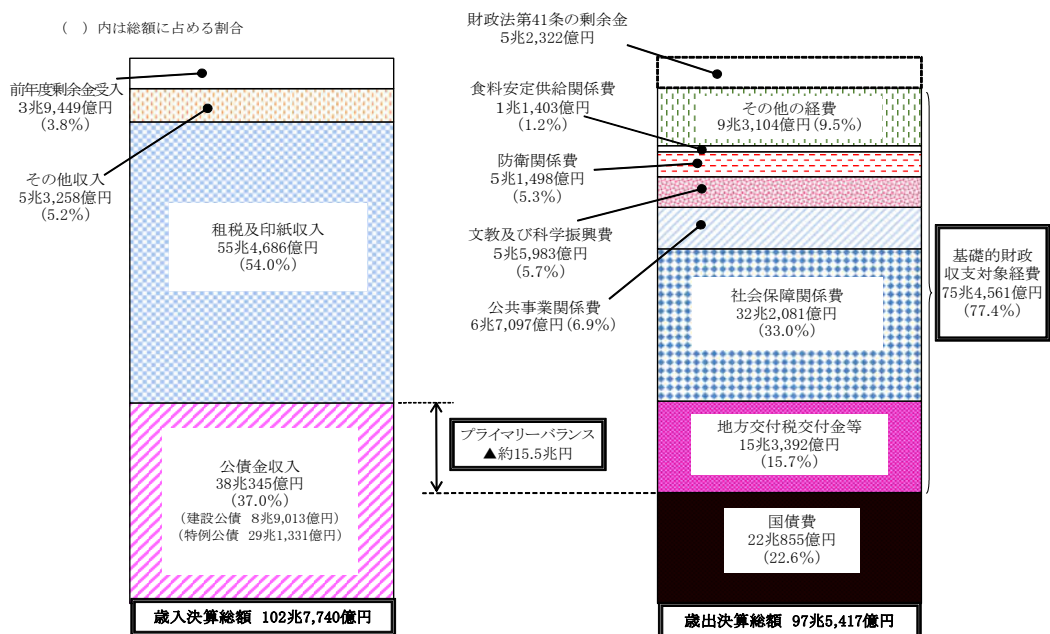 （　）内は総額に占める割合
前年度剰余金受入
3兆9,449億円
(3.8%)
その他収入
5兆3,258億円
(5.2%)
租税及印紙収入
55兆4,686億円
(54.0%)
公債金収入
38兆345億円
(37.0%)
(建設公債 8兆9,013億円)
(特例公債 29兆1,331億円)
歳入決算総額 102兆7,740億円
プライマリーバランス
▲約15.5兆円
財政法第41条の剰余金
5兆2,322億円
食料安定供給関係費
1兆1,403億円
(1.2%)
防衛関係費
5兆1,498億円
(5.3%)
文教及び科学振興費
5兆5,983億円
(5.7%)
公共事業関係費
6兆7,097億円(6.9%)
その他の経費
9兆3,104億円(9.5%)
社会保障関係費
32兆2,081億円
(33.0%)
地方交付税交付金等
15兆3,392億円
(15.7%)
国債費
22兆855億円
(22.6%)
歳出決算総額 97兆5,417億円
基礎的財政
収支対象経費
75兆4,561億円
(77.4%)